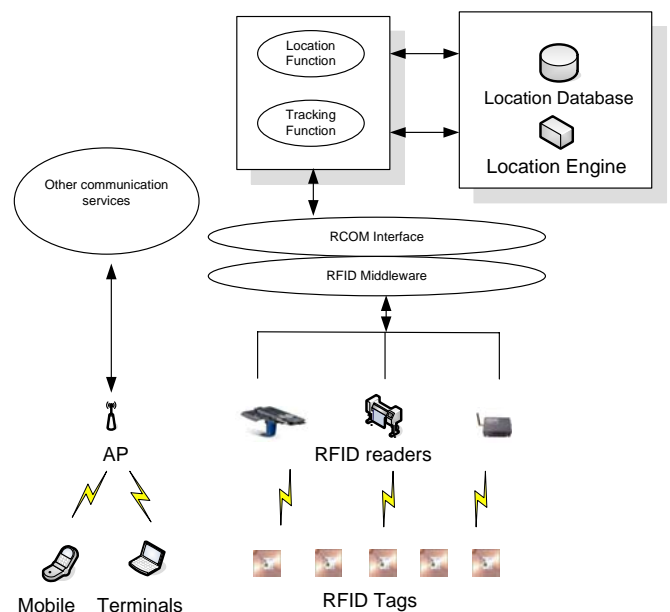 Location
Function
Tracking
Function
Location Database
Location Engine
Other communication
services
RCOM Interface
RFID Middleware
AP
RFID readers
Mobile
Terminals
RFID Tags